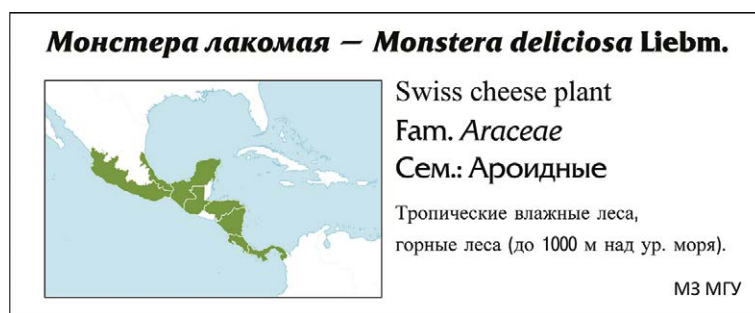 Монстера лакомая — Monstera deliciosa Liebm.
Swiss cheese plant
Fam. Araceae
Сем.: Ароидные
Тропические влажные леса,
горные леса (до 1000 м над ур. моря).
МЗ МГУ